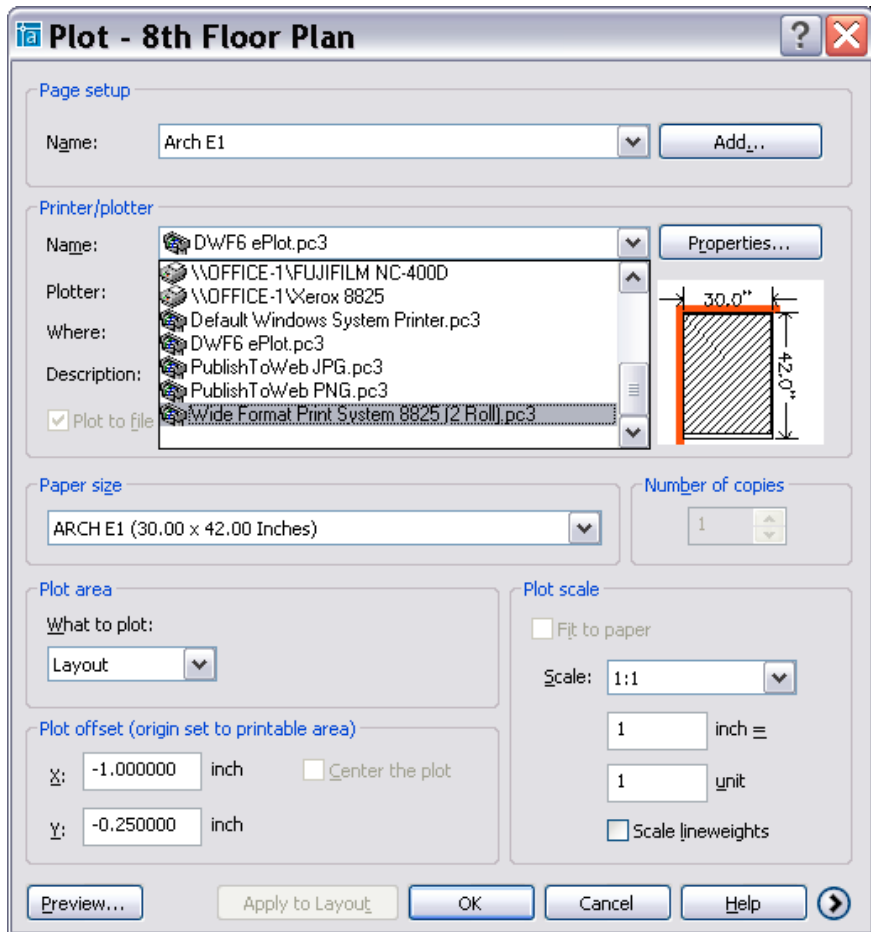 Plot - 8th Floor Plan
Page setup
Name:
Arch E1
Add...
Printer/plotter
Name:
DWF6 ePlot.pc3
Properties...
\\OFFICE-1\FUJIFILM NC-400D
Plotter:
\\OFFICE-1\Xerox 8825
30.0''
Default Windows System Printer.pc3
Where:
DWF6 ePlot.pc3
42.0''
PublishToWeb JPG.pc3
Description:
PublishToWeb PNG.pc3
Plot to file
Wide Format Print System 8825 (2 Roll).pc3
Paper size
ARCH E1 (30.00 x 42.00 Inches)
Number of copies
1
Plot area
What to plot:
Layout
Plot scale
Fit to paper
Scale:
1:1
1
inch =
1
unit
Scale lineweights
Plot offset (origin set to printable area)
X:
-1.000000
inch
Center the plot
Y:
-0.250000
inch
Preview...
Apply to Layout
OK
Cancel
Help